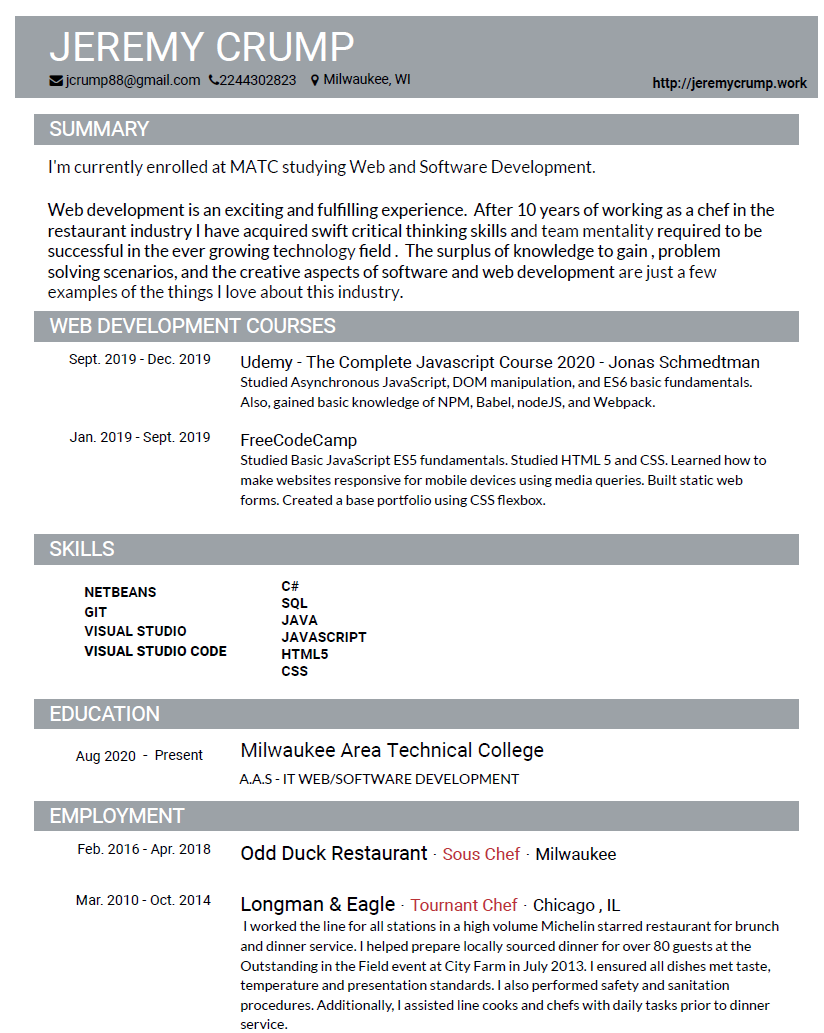 JEREMY CRUMP
jcrump88@gmail.com 2244302823 Milwaukee, WI
http://jeremycrump.work
SUMMARY
I'm currently enrolled at MATC studying Web and Software Development.
Web development is an exciting and fulfilling experience. After 10 years of working as a chef in the
restaurant industry I have acquired swift critical thinking skills and team mentality required to be
successful in the ever growing technology field . The surplus of knowledge to gain , problem
solving scenarios, and the creative aspects of software and web development are just a few
examples of the things I love about this industry.
WEB DEVELOPMENT COURSES
Sept. 2019 - Dec. 2019
Udemy - The Complete Javascript Course 2020 - Jonas Schmedtman
Studied Asynchronous JavaScript, DOM manipulation, and ES6 basic fundamentals.
Also, gained basic knowledge of NPM, Babel, nodeJS, and Webpack.
Jan. 2019 - Sept. 2019
FreeCodeCamp
Studied Basic JavaScript ES5 fundamentals. Studied HTML 5 and CSS. Learned how to
make websites responsive for mobile devices using media queries. Built static web
forms. Created a base portfolio using CSS flexbox.
SKILLS
NETBEANS
GIT
VISUAL STUDIO
VISUAL STUDIO CODE
C#
SQL
JAVA
JAVASCRIPT
HTML5
CSS
EDUCATION
Aug 2020 - Present
Milwaukee Area Technical College
A.A.S - IT WEB/SOFTWARE DEVELOPMENT
EMPLOYMENT
Feb. 2016 - Apr. 2018
Odd Duck Restaurant · Sous Chef · Milwaukee
Mar. 2010 - Oct. 2014
Longman & Eagle · Tournant Chef · Chicago , IL
I worked the line for all stations in a high volume Michelin starred restaurant for brunch
and dinner service. I helped prepare locally sourced dinner for over 80 guests at the
Outstanding in the Field event at City Farm in July 2013. I ensured all dishes met taste,
temperature and presentation standards. I also performed safety and sanitation
procedures. Additionally, I assisted line cooks and chefs with daily tasks prior to dinner
service.